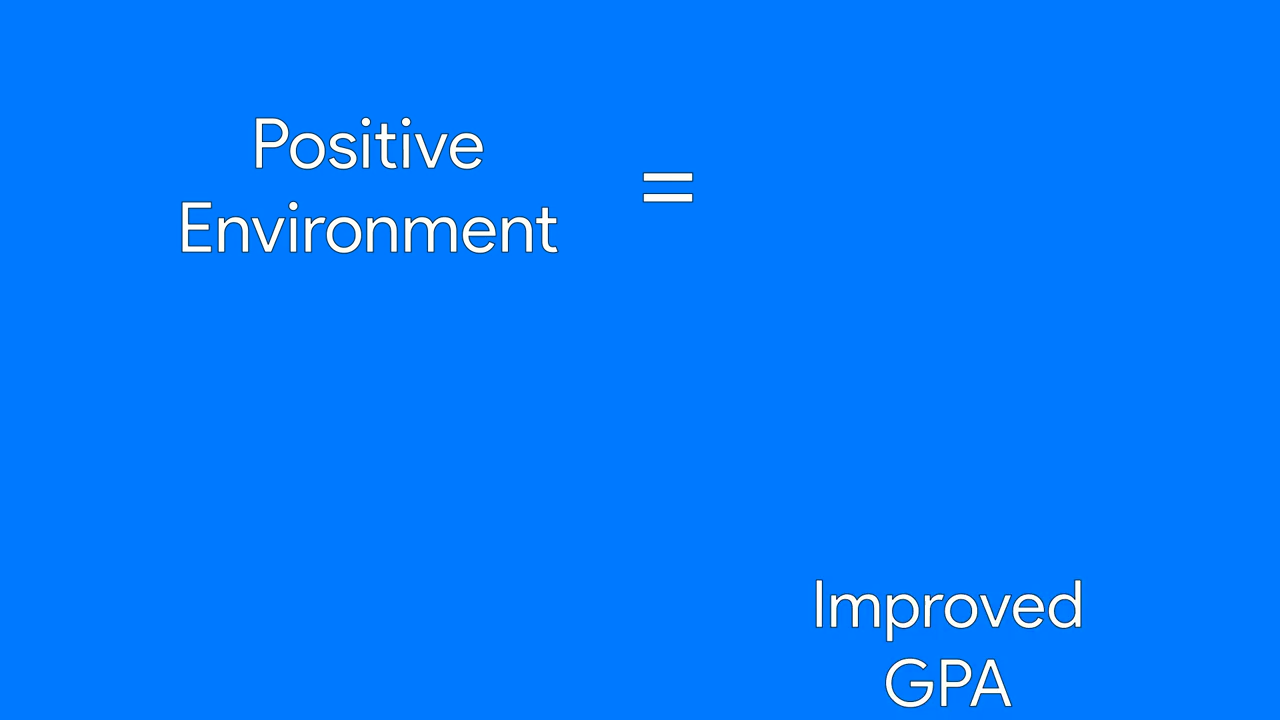 Positive
Environment
=
Improved
GPA